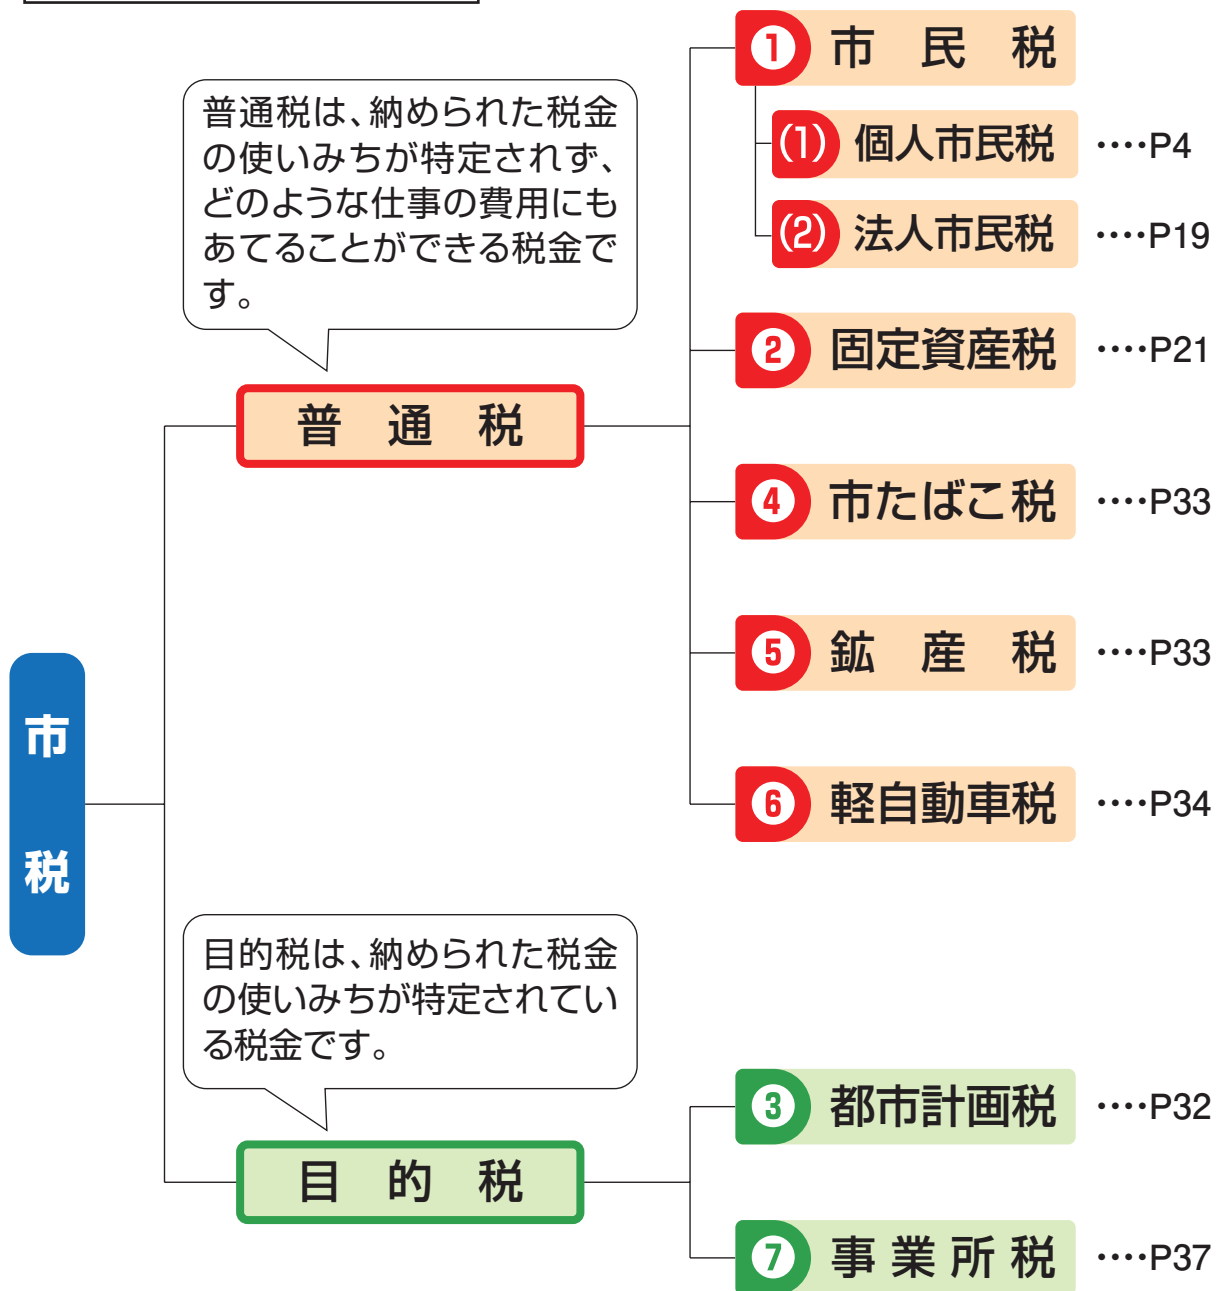 ① 市民税
(1) 個人市民税 ････P4
(2) 法人市民税 ････P19
普通税は、納められた税金
の使いみちが特定されず、
どのような仕事の費用にも
あてることができる税金で
す。
② 固定資産税 ････P21
普通税
④ 市たばこ税 ････P33
⑤ 鉱産税 ････P33
市税
⑥ 軽自動車税 ････P34
目的税は、納められた税金
の使いみちが特定されてい
る税金です。
③ 都市計画税 ････P32
目的税
⑦ 事業所税 ････P37